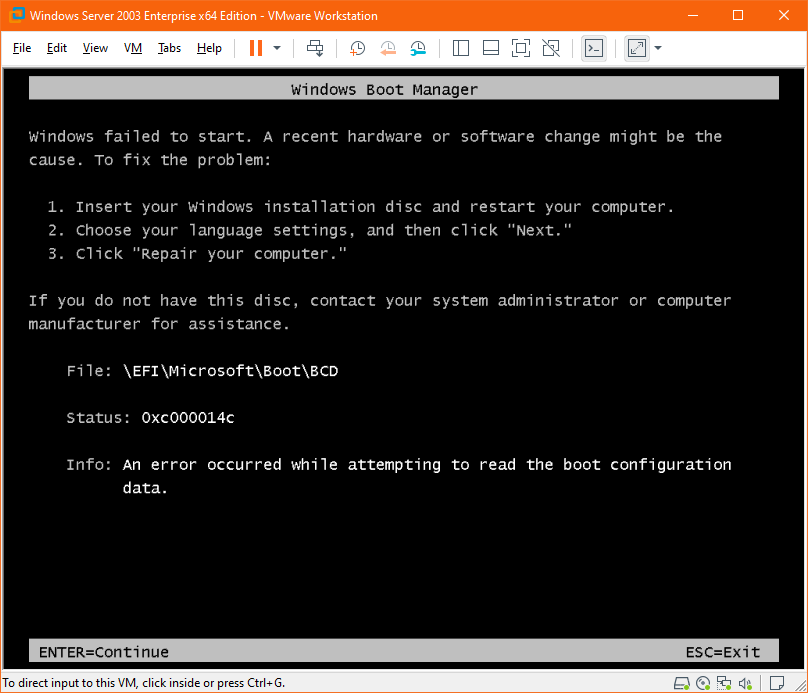 Windows Server 2003 Enterprise x64 Edition - VMware Workstation
File Edit View VM Tabs Help
Windows Boot Manager
Windows failed to start. A recent hardware or software change might be the
cause. To fix the problem:
1. Insert your Windows installation disc and restart your computer.
2. Choose your language settings, and then click "Next."
3. Click "Repair your computer."
If you do not have this disc, contact your system administrator or computer
manufacturer for assistance.
File: \EFI\Microsoft\Boot\BCD
Status: 0xc000014c
Info: An error occurred while attempting to read the boot configuration
data.
ENTER=Continue ESC=Exit
To direct input to this VM, click inside or press Ctrl+G.